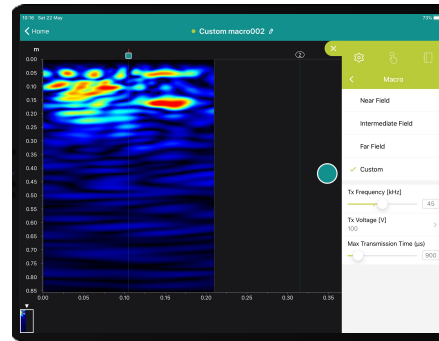 10:16 Sat 22 May
73%
Home
Custom macro002
m
0.00
0.05
0.10
0.15
0.20
0.25
0.30
0.35
0.40
0.45
0.50
0.55
0.60
0.65
0.70
0.75
0.80
0.85
0.00 0.05 0.10 0.15 0.20 0.25 0.30 0.35
Macro
Near Field
Intermediate Field
Far Field
Custom
Tx Frequency [kHz]
45
Tx Voltage [V]
100
Max Transmission Time (µs)
900